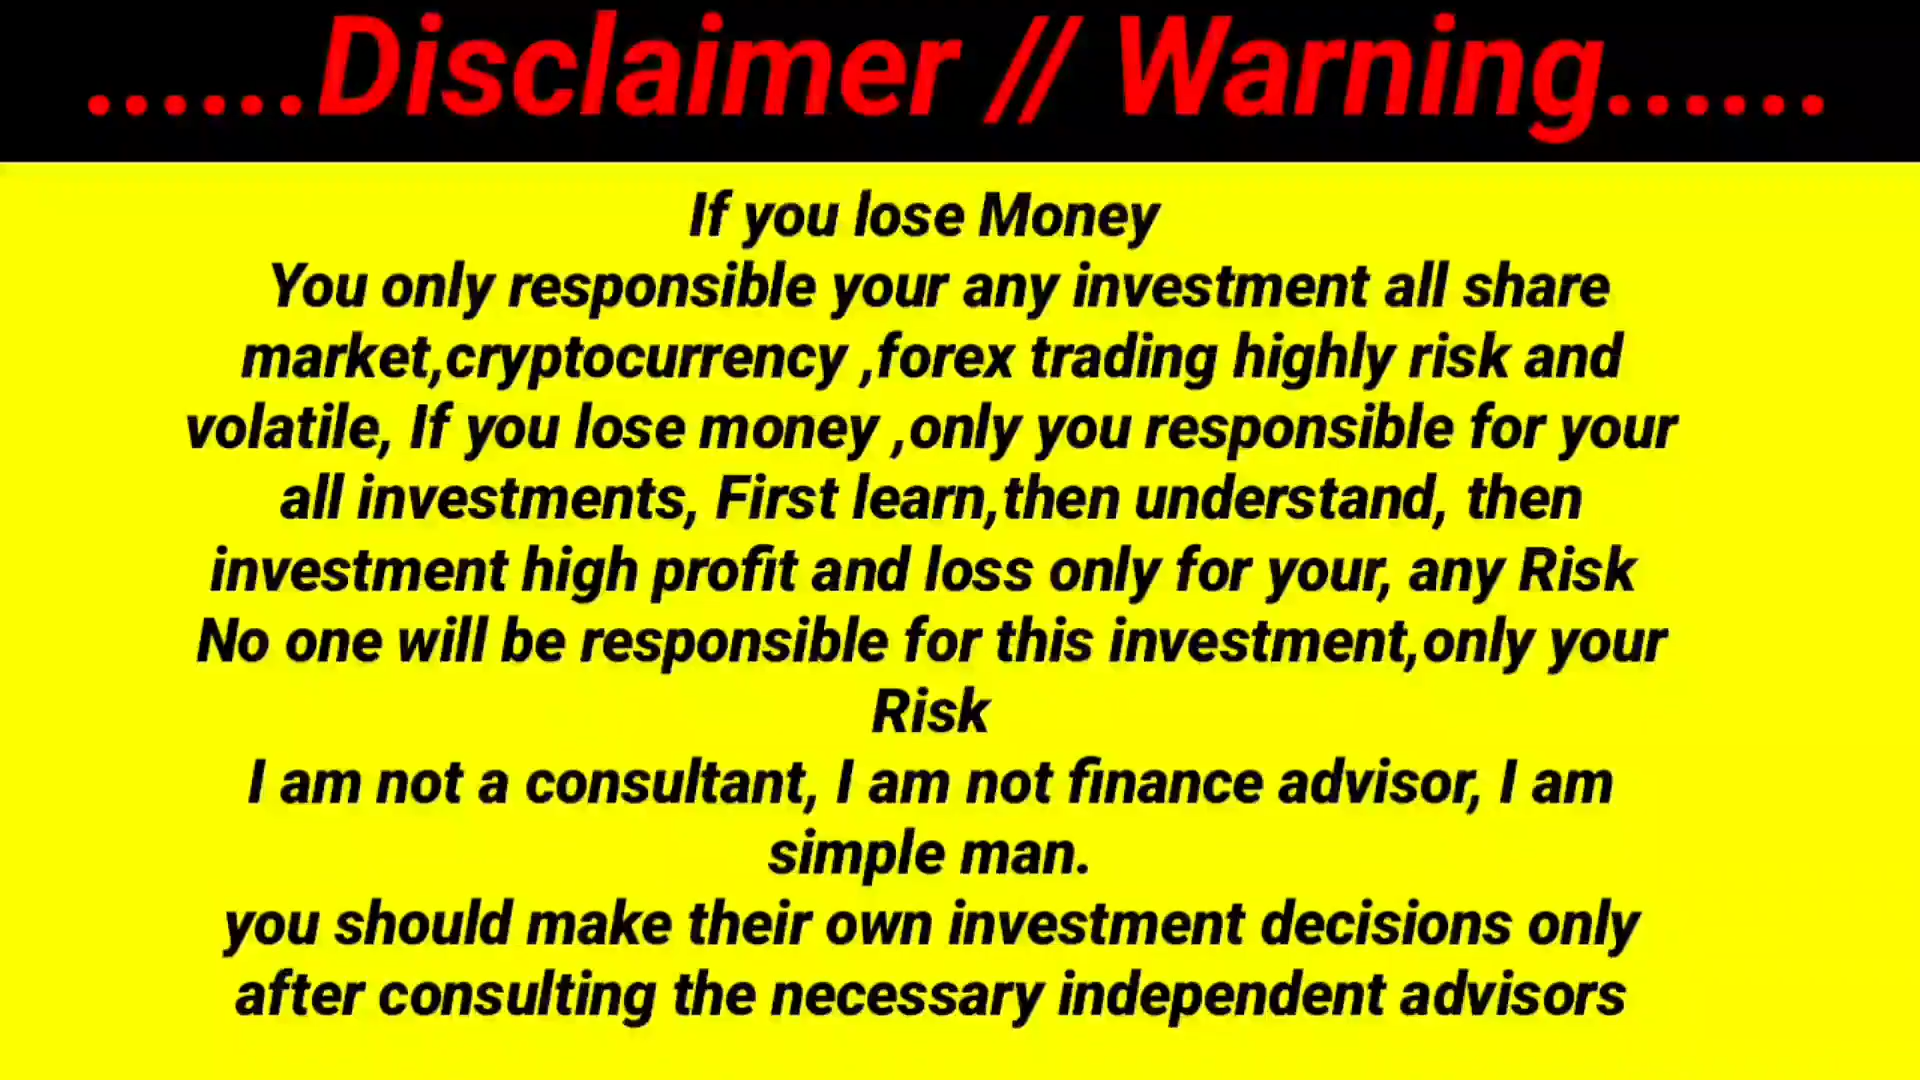 ......Disclaimer // Warning......
If you lose Money
You only responsible your any investment all share
market,cryptocurrency ,forex trading highly risk and
volatile, If you lose money ,only you responsible for your
all investments, First learn,then understand, then
investment high profit and loss only for your, any Risk
No one will be responsible for this investment,only your
Risk
I am not a consultant, I am not finance advisor, I am
simple man.
you should make their own investment decisions only
after consulting the necessary independent advisors